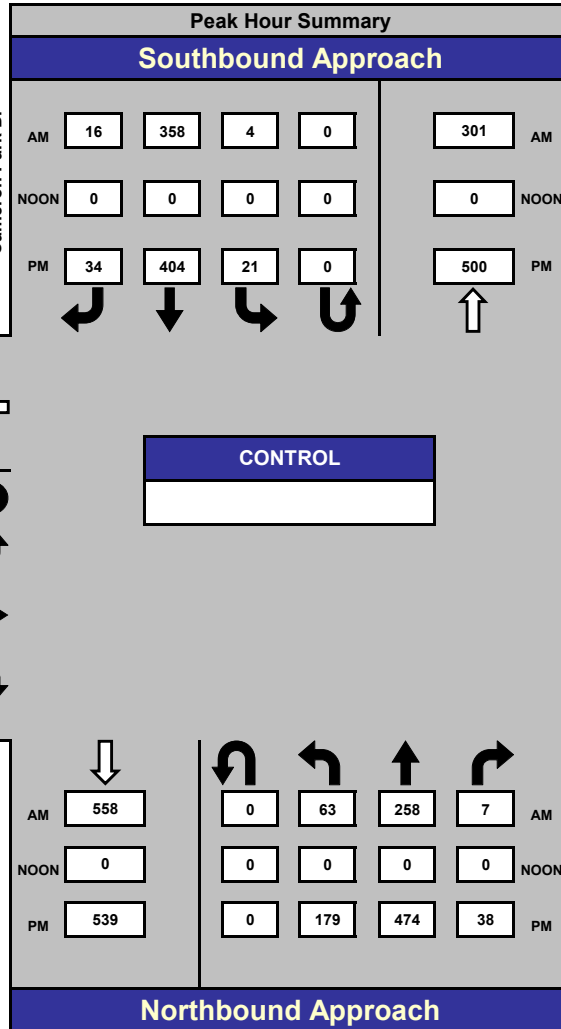 Peak Hour Summary
Southbound Approach
AM 16 358 4 0 301 AM
NOON 0 0 0 0 0 NOON
PM 34 404 21 0 500 PM
CONTROL
AM 558 0 63 258 7 AM
NOON 0 0 0 0 0 NOON
PM 539 0 179 474 38 PM
Northbound Approach